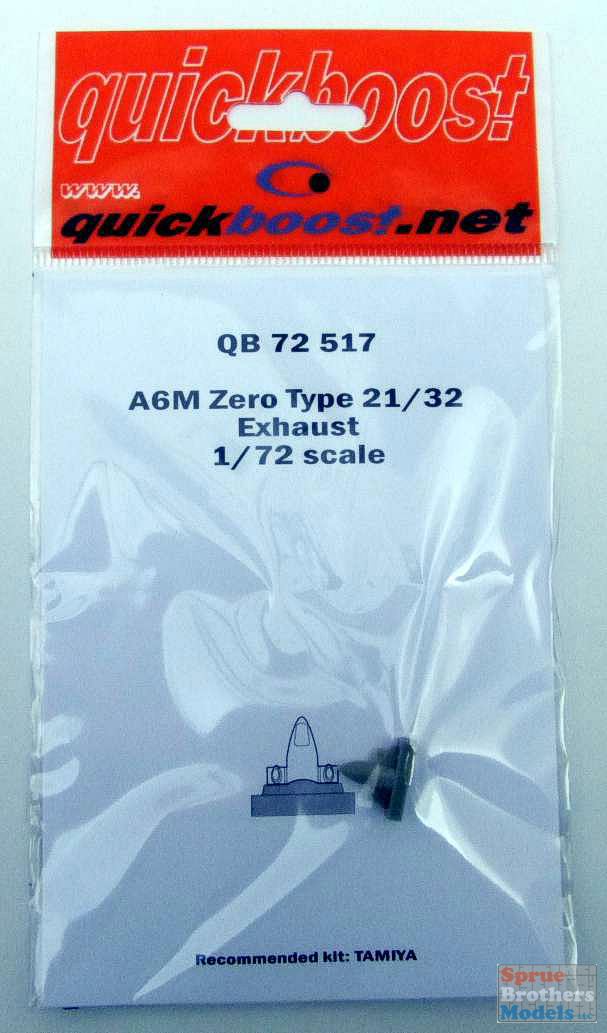 quickboost
www.
quickboost.net
QB 72 517
A6M Zero Type 21/32
Exhaust
1/72 scale
Recommended kit: TAMIYA
Sprue
Brothers
Models LLC